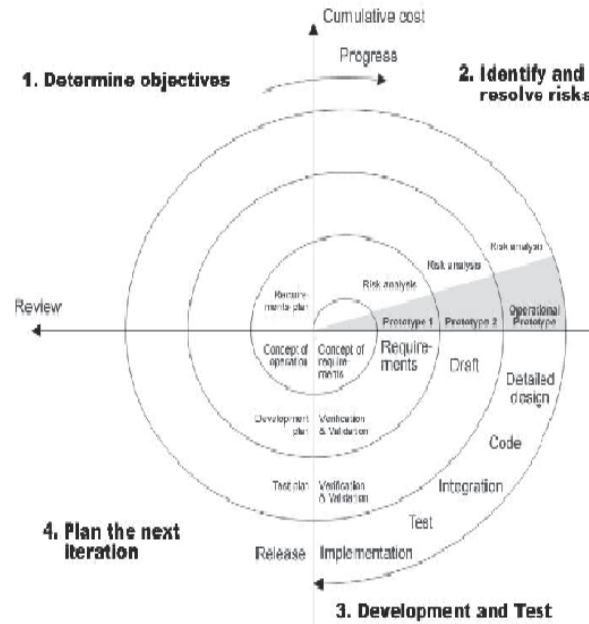 Cumulative cost
Progress
1. Determine objectives
2. Identify and
resolve risks
Risk analysis
Risk analysis
Risk analysis
Require-
ments plan
Review
Prototype 1
Prototype 2
Operational
Prototype
Concept of
operation
Concept of
require-
ments
Require-
ments
Draft
Detailed
design
Development
plan
Verification
& Validation
Code
Test plan
Verification
& Validation
Integration
Test
4. Plan the next
iteration
Release
Implementation
3. Development and Test